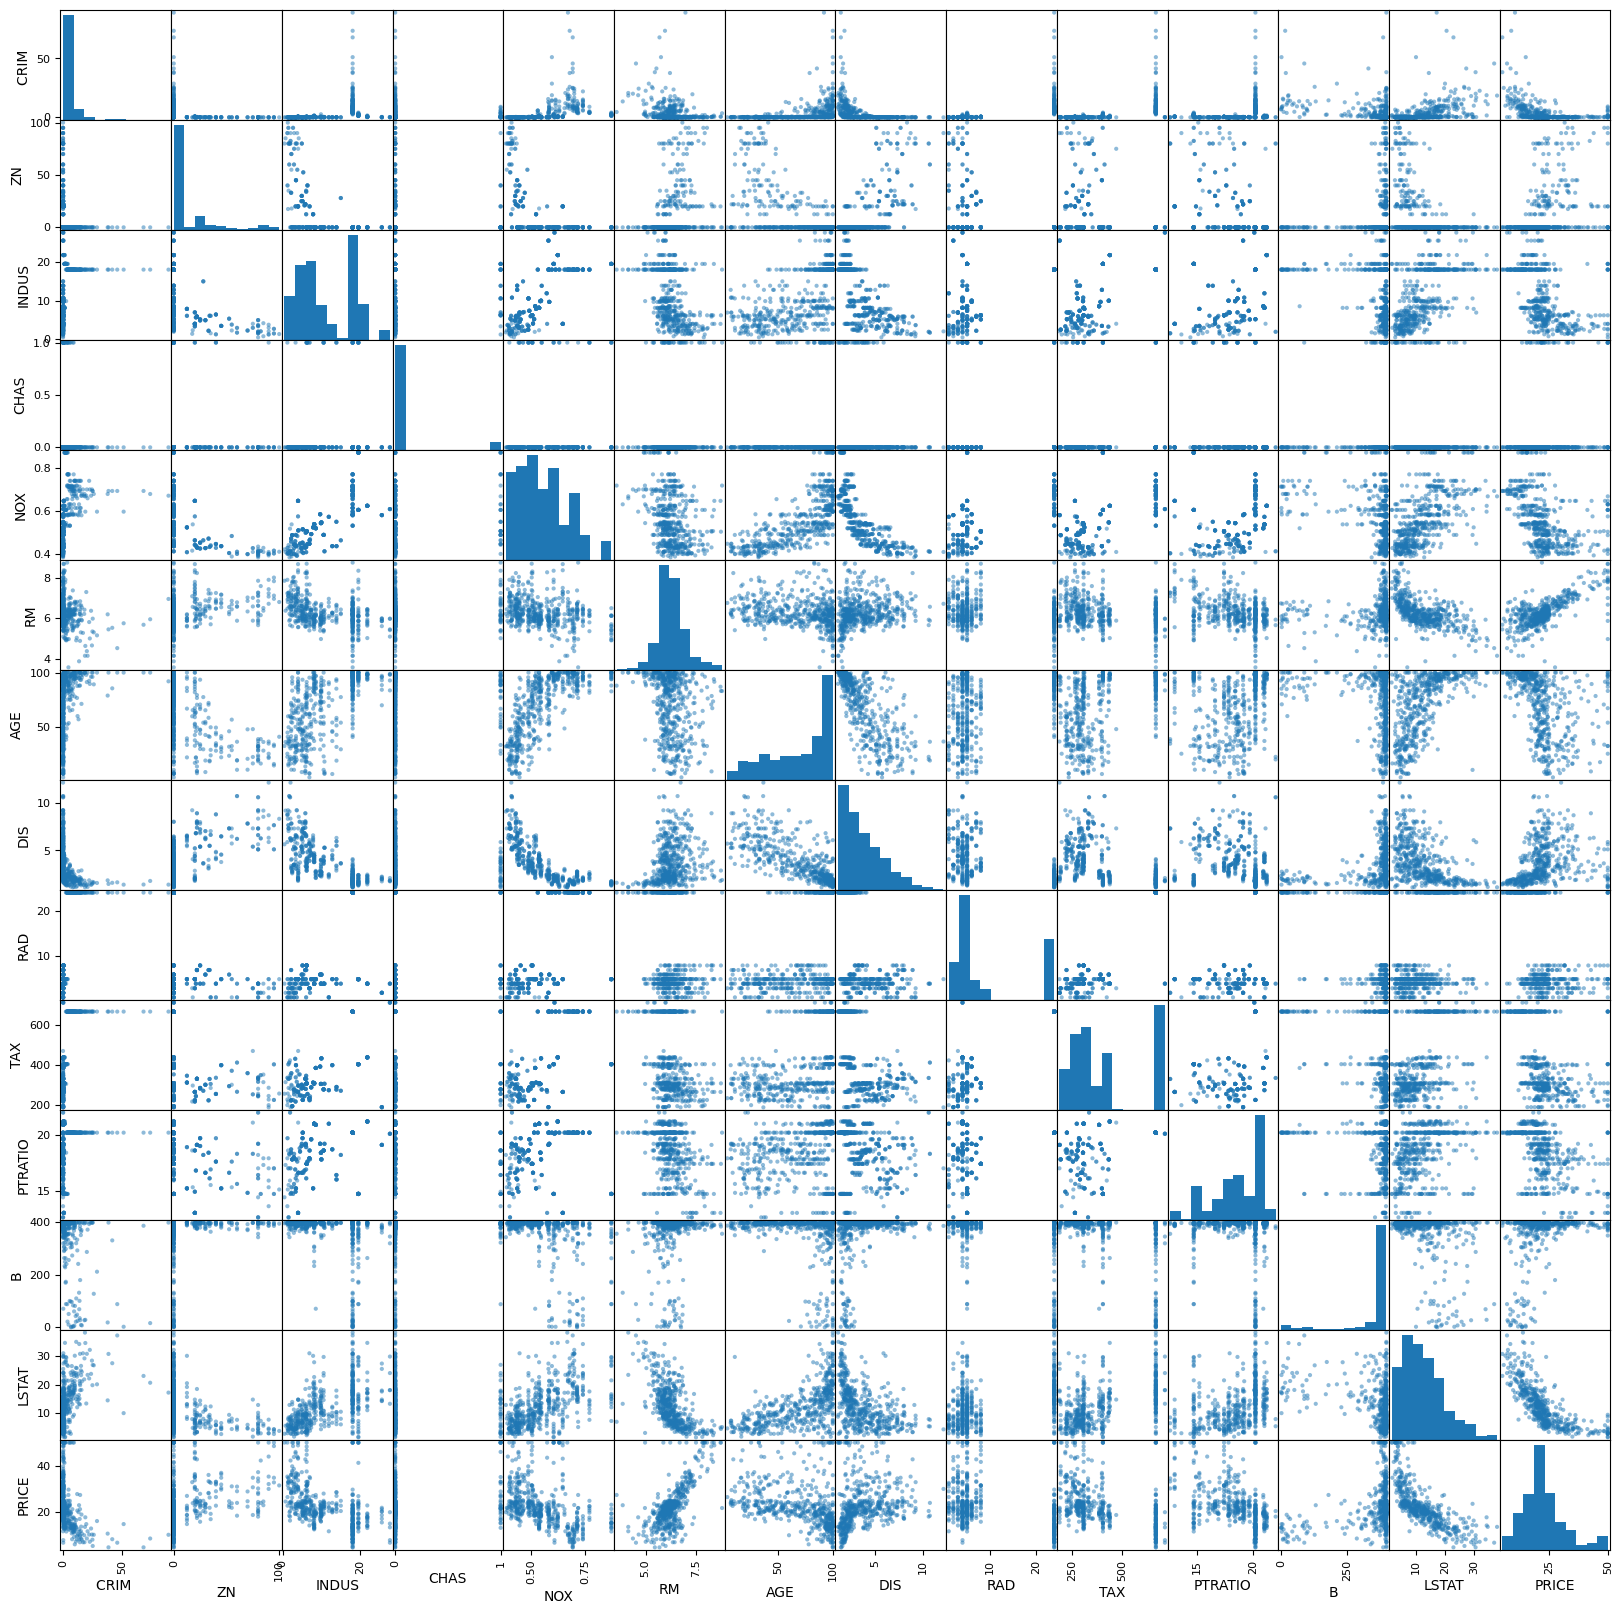 CRIM
50
0
ZN
100
50
0
INDUS
20
10
0
CHAS
1.0
0.5
0.0
NOX
0.8
0.6
0.4
RM
8
6
4
AGE
100
50
DIS
10
5
RAD
20
10
TAX
600
400
200
PTRATIO
20
15
B
400
200
0
LSTAT
30
20
10
PRICE
40
20
0 50 0 100 0 20 0 1 0.50 0.75 5.0 7.5 50 100 5 10 10 20 250 500 15 20 0 250 10 20 30 25 50
CRIM ZN INDUS CHAS NOX RM AGE DIS RAD TAX PTRATIO B LSTAT PRICE